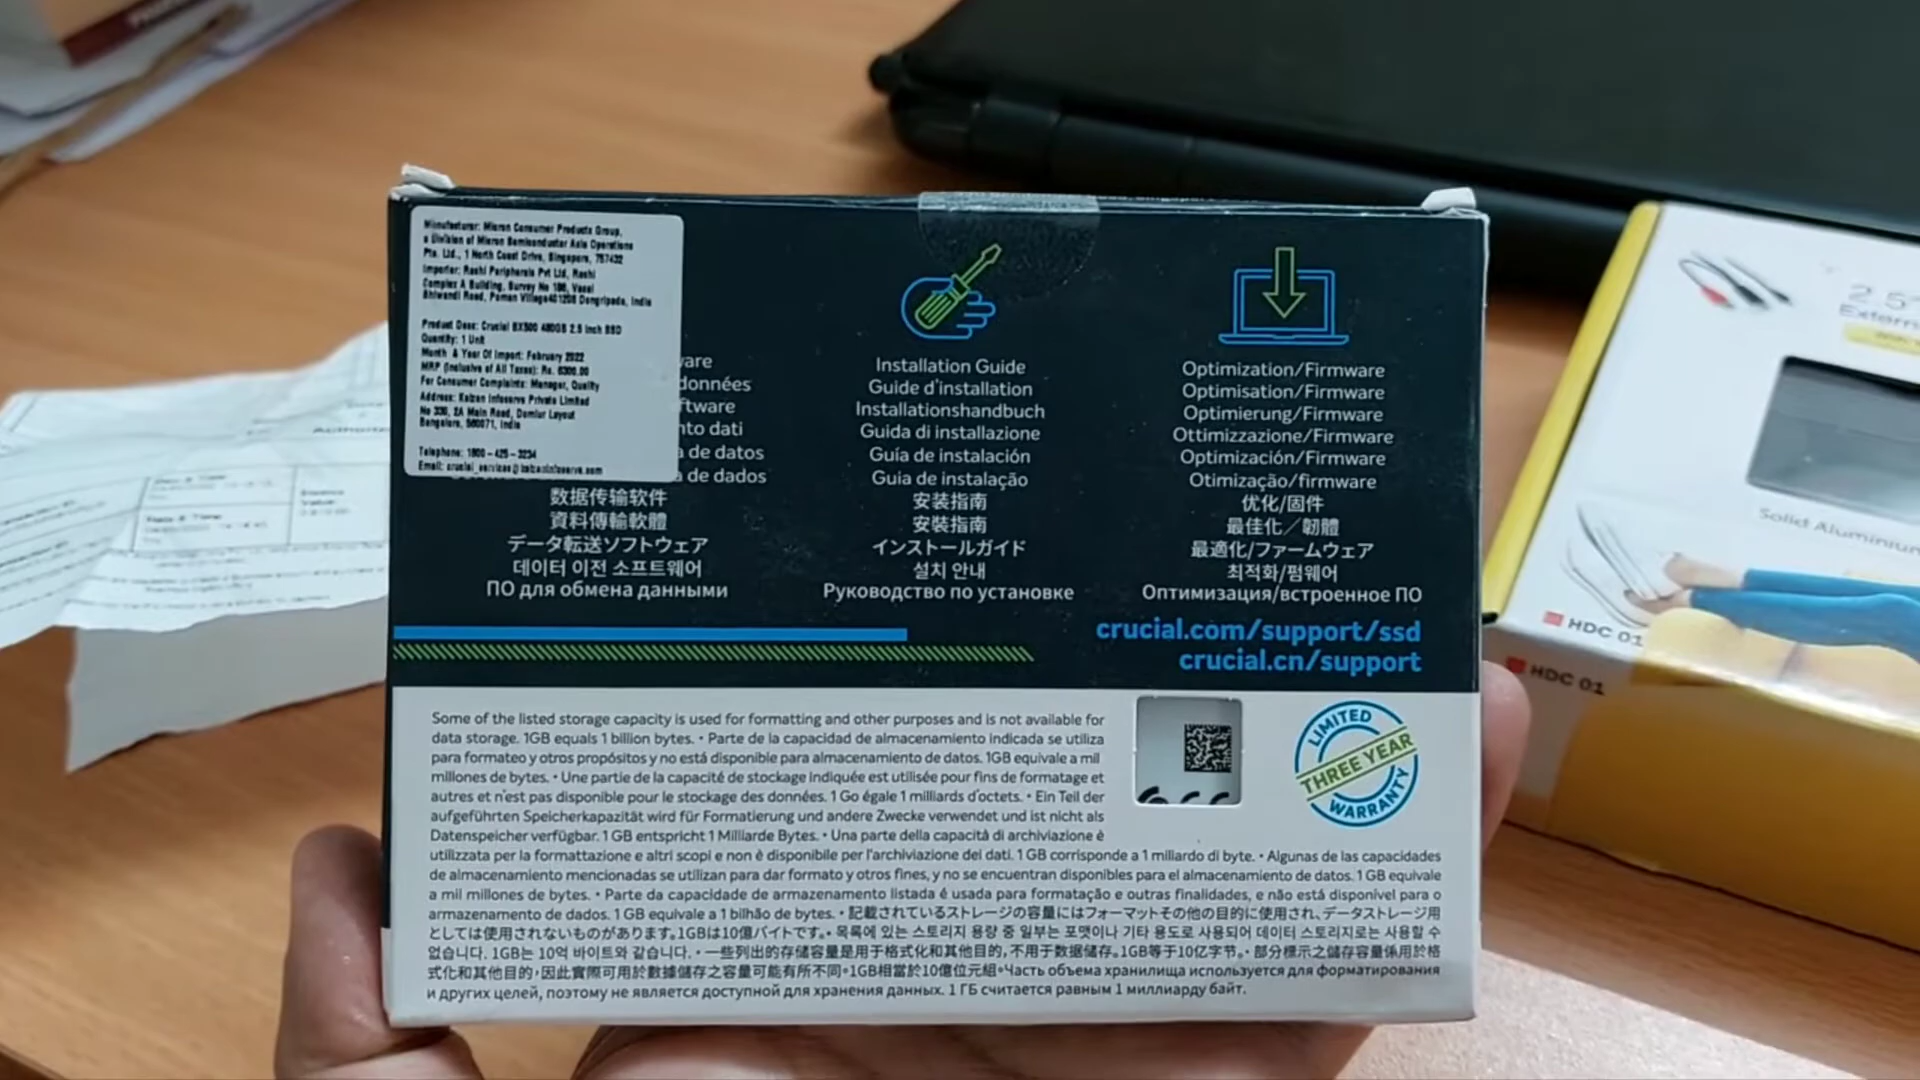 Manufacturer: Micron Consumer Products Group,
a Division of Micron Semiconductor Asia Operations
Pte. Ltd., 1 North Coast Drive, Singapore, 757432
Importer: Rashi Peripherals Pvt Ltd, Rashi
Complex A Building, Survey No 186, Vasai
Bhiwandi Road, Poman Village401208 Dongripada, India
Product Desc: Crucial BX500 480GB 2.5 inch SSD
Quantity: 1 Unit
Month & Year Of Import: February 2022
MRP (Inclusive of All Taxes): Rs. 6300.00
For Consumer Complaints: Manager, Quality
Address: Kaizen Infoserve Private Limited
No 330, 2A Main Road, Domlur Layout
Bangalore, 560071, India
Telephone: 1800 - 425 - 3234
Email: crucial_services@kaizeninfoserve.com
ware
données
ftware
nto dati
a de datos
a de dados
数据传输软件
資料傳輸軟體
データ転送ソフトウェア
데이터 이전 소프트웨어
ПО для обмена данными
Installation Guide
Guide d'installation
Installationshandbuch
Guida di installazione
Guía de instalación
Guia de instalação
安装指南
安裝指南
インストールガイド
설치 안내
Руководство по установке
Optimization/Firmware
Optimisation/Firmware
Optimierung/Firmware
Ottimizzazione/Firmware
Optimización/Firmware
Otimização/firmware
优化/固件
最佳化／韌體
最適化/ファームウェア
최적화/펌웨어
Оптимизация/встроенное ПО
crucial.com/support/ssd
crucial.cn/support
Some of the listed storage capacity is used for formatting and other purposes and is not available for
data storage. 1GB equals 1 billion bytes. • Parte de la capacidad de almacenamiento indicada se utiliza
para formateo y otros propósitos y no está disponible para almacenamiento de datos. 1GB equivale a mil
millones de bytes. • Une partie de la capacité de stockage indiquée est utilisée pour fins de formatage et
autres et n'est pas disponible pour le stockage des données. 1 Go égale 1 milliards d'octets. • Ein Teil der
aufgeführten Speicherkapazität wird für Formatierung und andere Zwecke verwendet und ist nicht als
Datenspeicher verfügbar. 1 GB entspricht 1 Milliarde Bytes. • Una parte della capacità di archiviazione è
utilizzata per la formattazione e altri scopi e non è disponibile per l'archiviazione dei dati. 1 GB corrisponde a 1 miliardo di byte. • Algunas de las capacidades
de almacenamiento mencionadas se utilizan para dar formato y otros fines, y no se encuentran disponibles para el almacenamiento de datos. 1 GB equivale
a mil millones de bytes. • Parte da capacidade de armazenamento listada é usada para formatação e outras finalidades, e não está disponível para o
armazenamento de dados. 1 GB equivale a 1 bilhão de bytes. • 記載されているストレージの容量にはフォーマットその他の目的に使用され、データストレージ用
としては使用されないものがあります。1GBは10億バイトです。• 목록에 있는 스토리지 용량 중 일부는 포맷이나 기타 용도로 사용되어 데이터 스토리지로는 사용할 수
없습니다. 1GB는 10억 바이트와 같습니다. • 一些列出的存储容量是用于格式化和其他目的，不用于数据储存。1GB等于10亿字节。• 部分標示之儲存容量係用於格
式化和其他目的，因此實際可用於數據儲存之容量可能有所不同。1GB相當於10億位元組•Часть объема хранилища используется для форматирования
и других целей, поэтому не является доступной для хранения данных. 1 ГБ считается равным 1 миллиарду байт.
LIMITED
THREE YEAR
WARRANTY
2.5"
Extern
Solid Aluminium
HDC 01
HDC 01